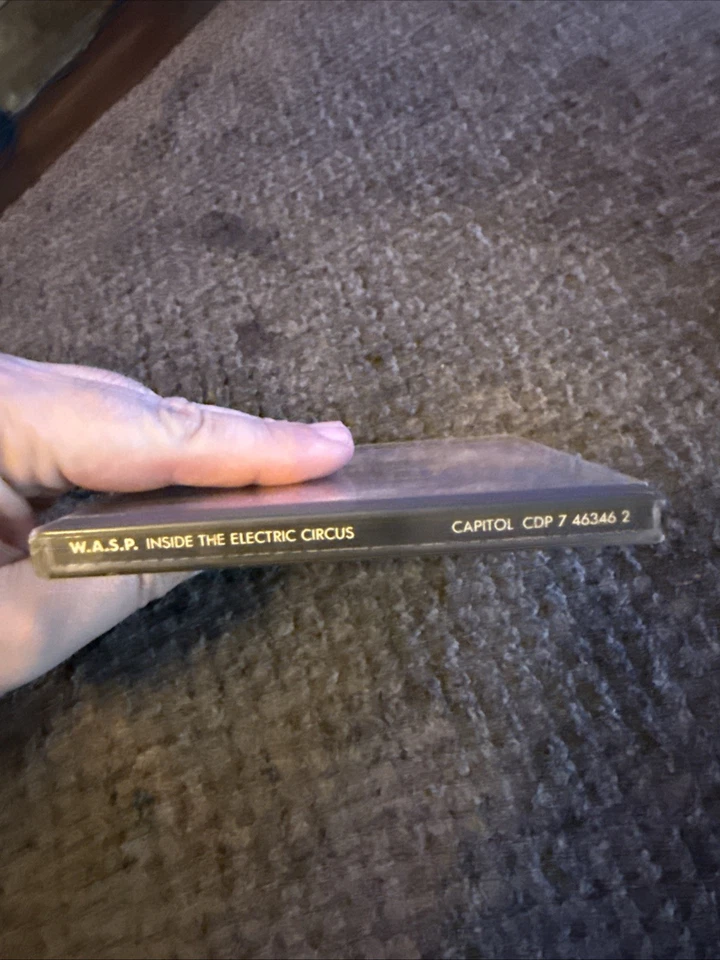 W.A.S.P. INSIDE THE ELECTRIC CIRCUS CAPITOL CDP 7 46346 2